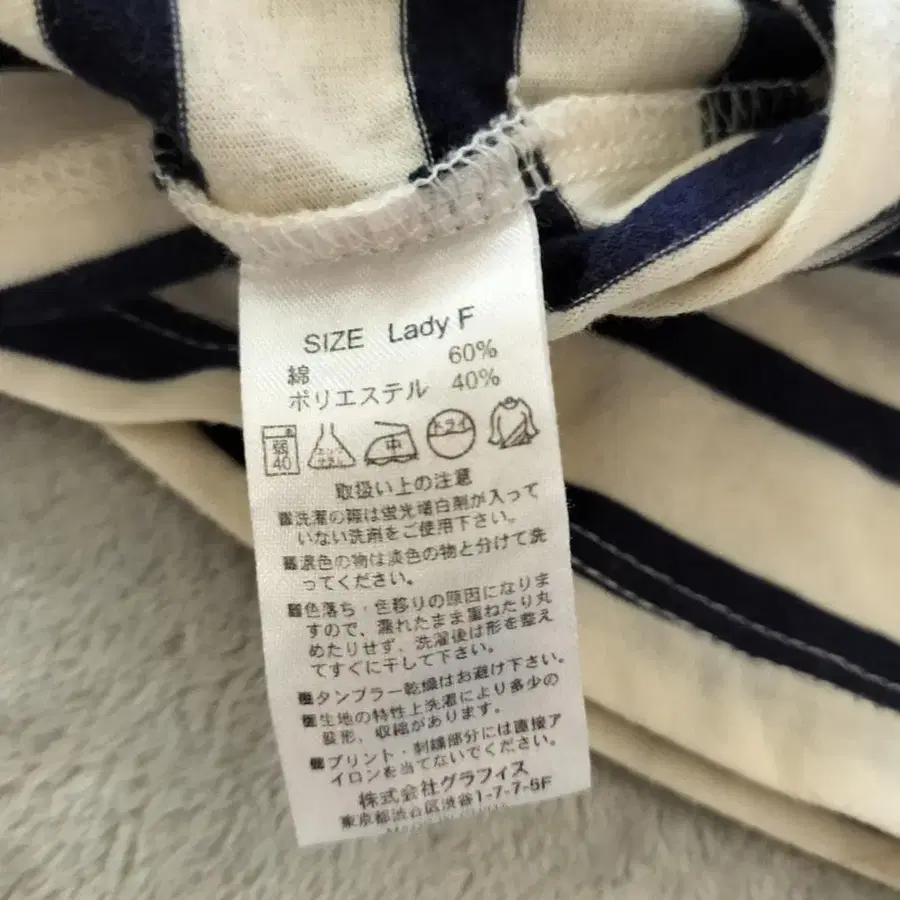 SIZE Lady F
綿 60%
ポリエステル 40%
弱
40
エンソ
サラシ
中
ドライ
取扱い上の注意
洗濯の際は蛍光増白剤が入って
いない洗剤をご使用下さい。
濃色の物は淡色の物と分けて洗
ってください。
色落ち・色移りの原因になりま
すので、濡れたまま重ねたり丸
めたりせず、洗濯後は形を整え
てすぐに干して下さい。
タンブラー乾燥はお避け下さい。
生地の特性上洗濯により多少の
変形、収縮があります。
プリント・刺繍部分には直接ア
イロンを当てないでください。
株式会社グラフィス
東京都渋谷区渋谷1-7-7-5F